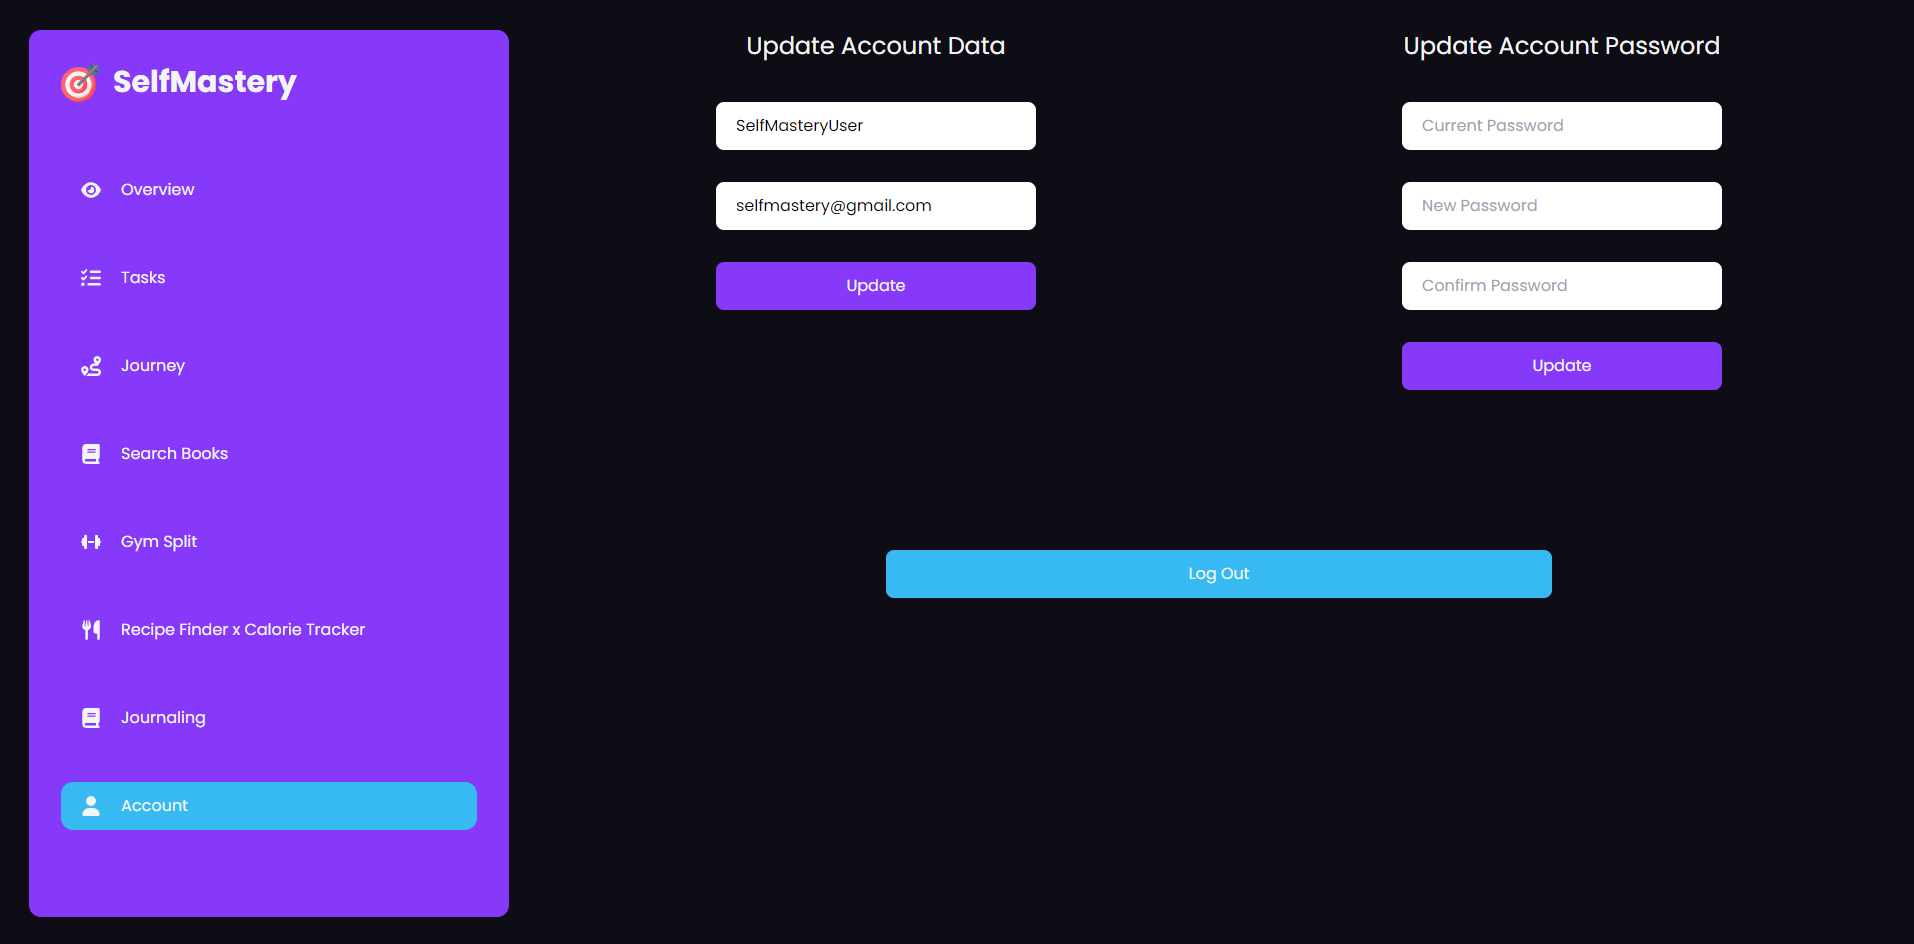 SelfMastery
Overview
Tasks
Journey
Search Books
Gym Split
Recipe Finder x Calorie Tracker
Journaling
Account
Update Account Data
SelfMasteryUser
selfmastery@gmail.com
Update
Update Account Password
Current Password
New Password
Confirm Password
Update
Log Out